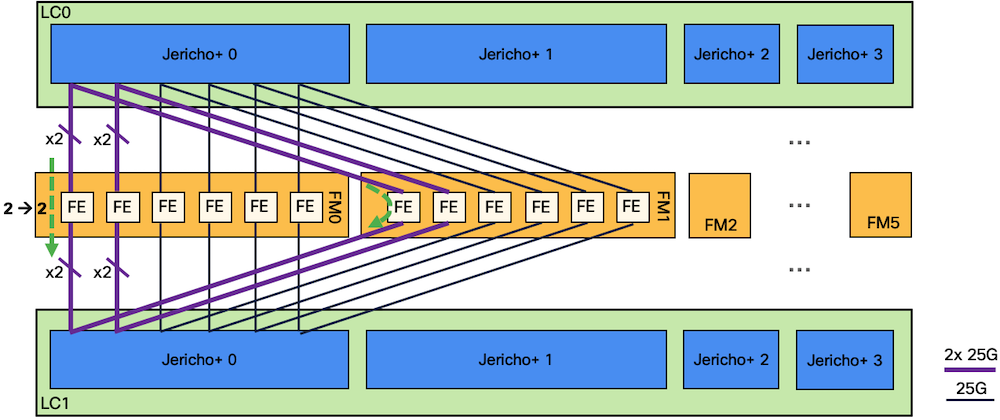 LC0
Jericho+ 0
Jericho+ 1
Jericho+ 2
Jericho+ 3
x2
x2
...
2 → 2
FE
FE
FE
FE
FE
FE
FM0
FE
FE
FE
FE
FE
FE
FM1
FM2
...
FM5
x2
x2
...
Jericho+ 0
Jericho+ 1
Jericho+ 2
Jericho+ 3
LC1
2x 25G
25G